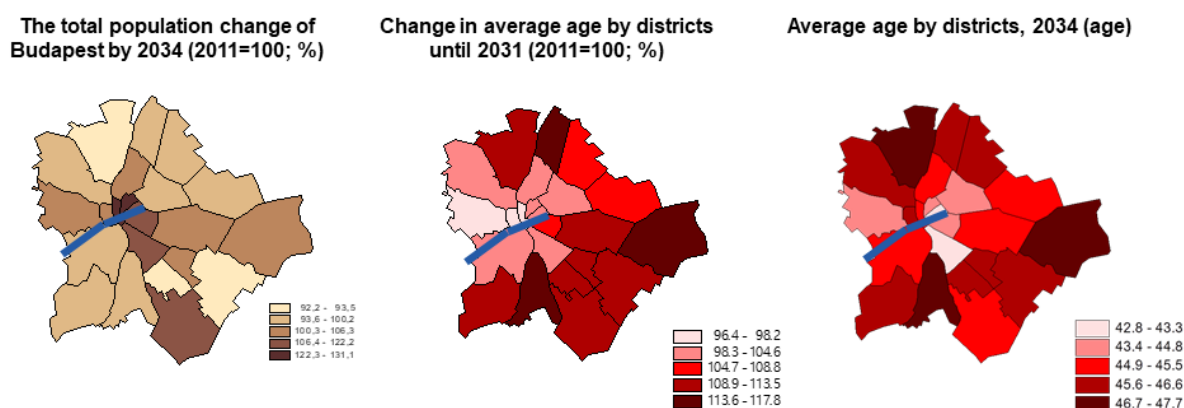 The total population change of
Budapest by 2034 (2011=100; %)
Change in average age by districts
until 2031 (2011=100; %)
Average age by districts, 2034 (age)
92,2 - 93,5
93,6 - 100,2
100,3 - 106,3
106,4 - 122,2
122,3 - 131,1
96.4 - 98.2
98.3 - 104.6
104.7 - 108.8
108.9 - 113.5
113.6 - 117.8
42.8 - 43.3
43.4 - 44.8
44.9 - 45.5
45.6 - 46.6
46.7 - 47.7